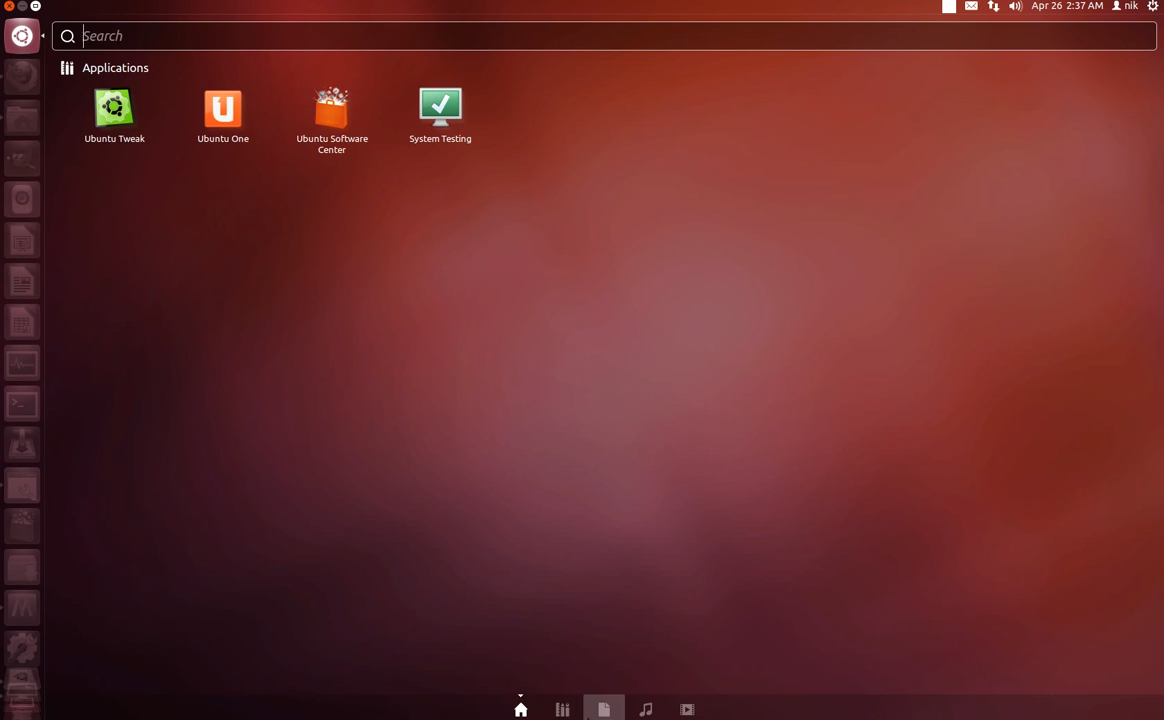 Apr 26 2:37 AM nik
Search
Applications
Ubuntu Tweak
Ubuntu One
Ubuntu Software
Center
System Testing